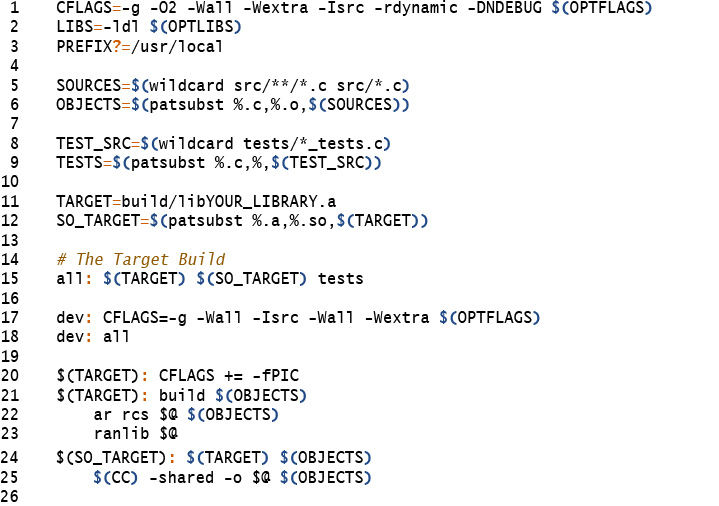 1 CFLAGS=-g -O2 -Wall -Wextra -Isrc -rdynamic -DNDEBUG $(OPTFLAGS)
2 LIBS=-ldl $(OPTLIBS)
3 PREFIX?=/usr/local
4
5 SOURCES=$(wildcard src/**/*.c src/*.c)
6 OBJECTS=$(patsubst %.c,%.o,$(SOURCES))
7
8 TEST_SRC=$(wildcard tests/*_tests.c)
9 TESTS=$(patsubst %.c,%,$(TEST_SRC))
10
11 TARGET=build/libYOUR_LIBRARY.a
12 SO_TARGET=$(patsubst %.a,%.so,$(TARGET))
13
14 # The Target Build
15 all: $(TARGET) $(SO_TARGET) tests
16
17 dev: CFLAGS=-g -Wall -Isrc -Wall -Wextra $(OPTFLAGS)
18 dev: all
19
20 $(TARGET): CFLAGS += -fPIC
21 $(TARGET): build $(OBJECTS)
22     ar rcs $@ $(OBJECTS)
23     ranlib $@
24 $(SO_TARGET): $(TARGET) $(OBJECTS)
25     $(CC) -shared -o $@ $(OBJECTS)
26